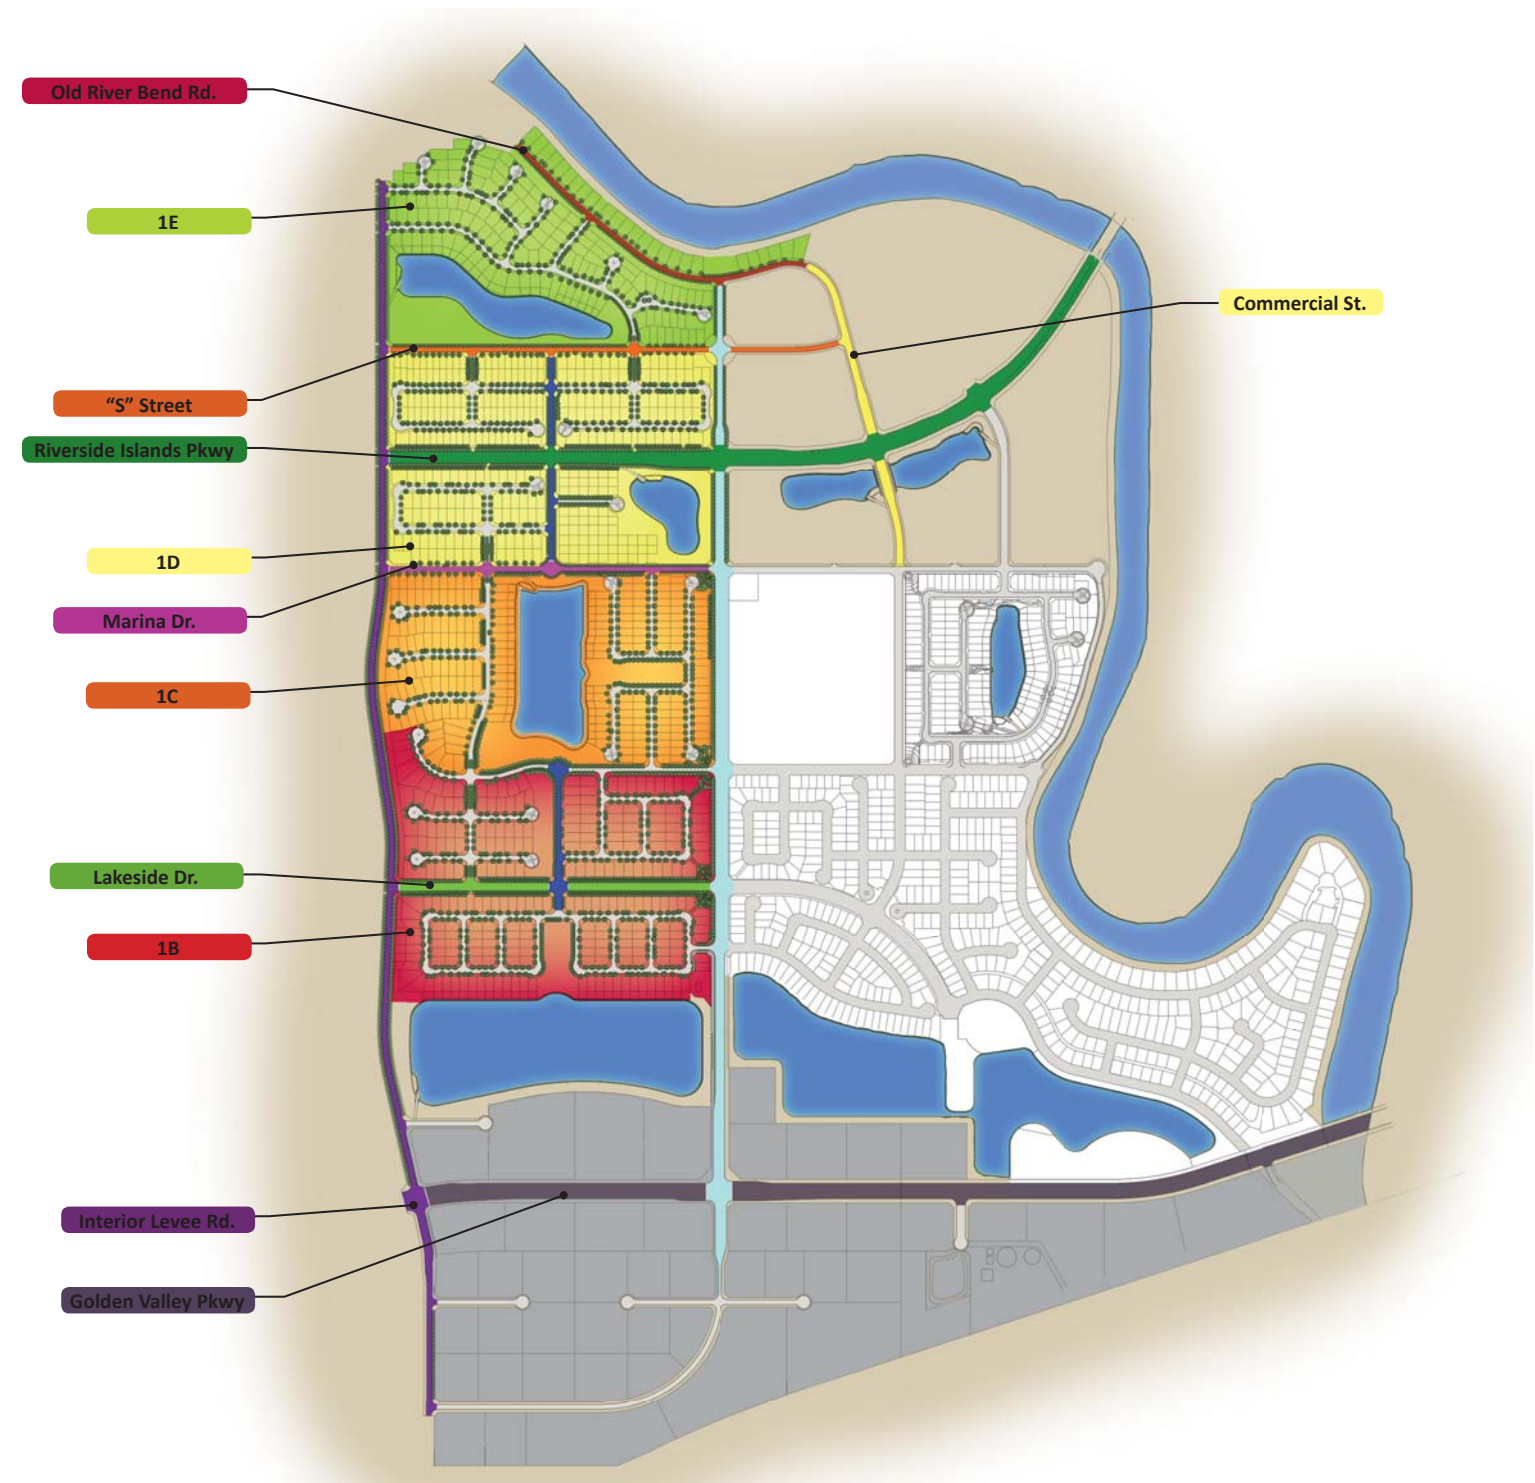 Old River Bend Rd.
1E
Commercial St.
“S” Street
Riverside Islands Pkwy
1D
Marina Dr.
1C
Lakeside Dr.
1B
Interior Levee Rd.
Golden Valley Pkwy